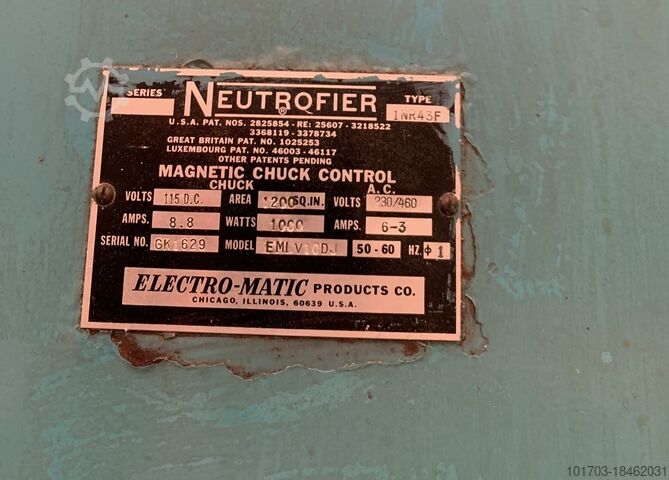 SERIES NEUTROFIER ® TYPE 1NR43F
U.S.A. PAT. NOS. 2825854 - RE: 25607 - 3218522
3368119 - 3378734
GREAT BRITAIN PAT. NO. 1025253
LUXEMBOURG PAT. NO. 46003 - 46117
OTHER PATENTS PENDING
MAGNETIC CHUCK CONTROL
CHUCK A.C.
VOLTS 115 D.C. AREA 1200 SQ.IN. VOLTS 230/460
AMPS. 8.8 WATTS 1000 AMPS. 6-3
SERIAL NO. GK1629 MODEL 50-60 HZ. φ 1
ELECTRO-MATIC PRODUCTS CO.
CHICAGO, ILLINOIS, 60639 U.S.A.
101703-18462031